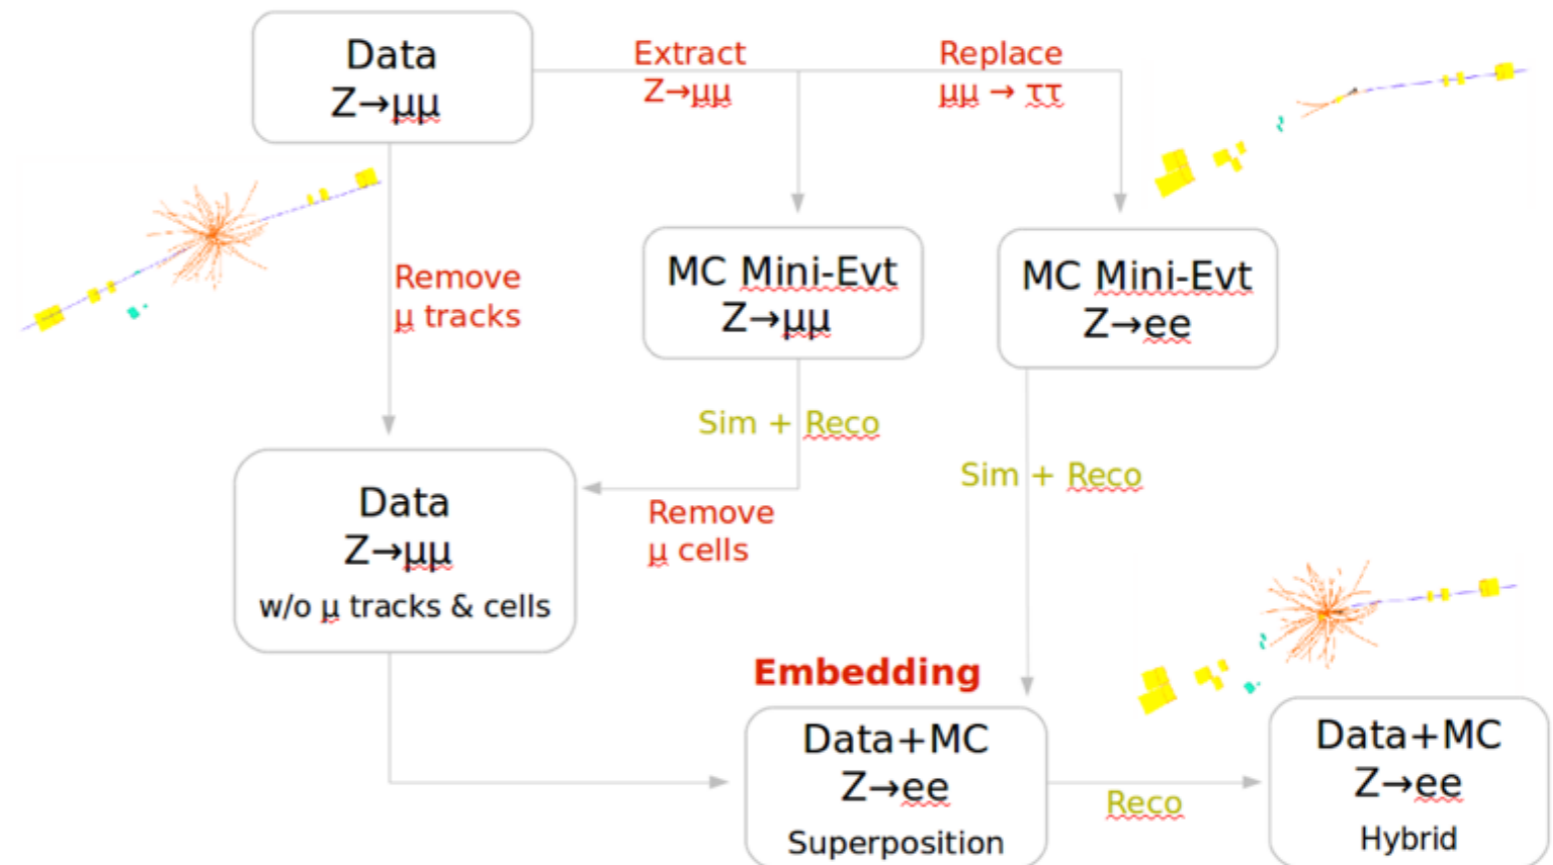 Data
Z→μμ
Extract
Z→μμ
Replace
μμ → ττ
Remove
μ tracks
MC Mini-Evt
Z→μμ
MC Mini-Evt
Z→ee
Sim + Reco
Sim + Reco
Data
Z→μμ
w/o μ tracks & cells
Remove
μ cells
Embedding
Data+MC
Z→ee
Superposition
Reco
Data+MC
Z→ee
Hybrid